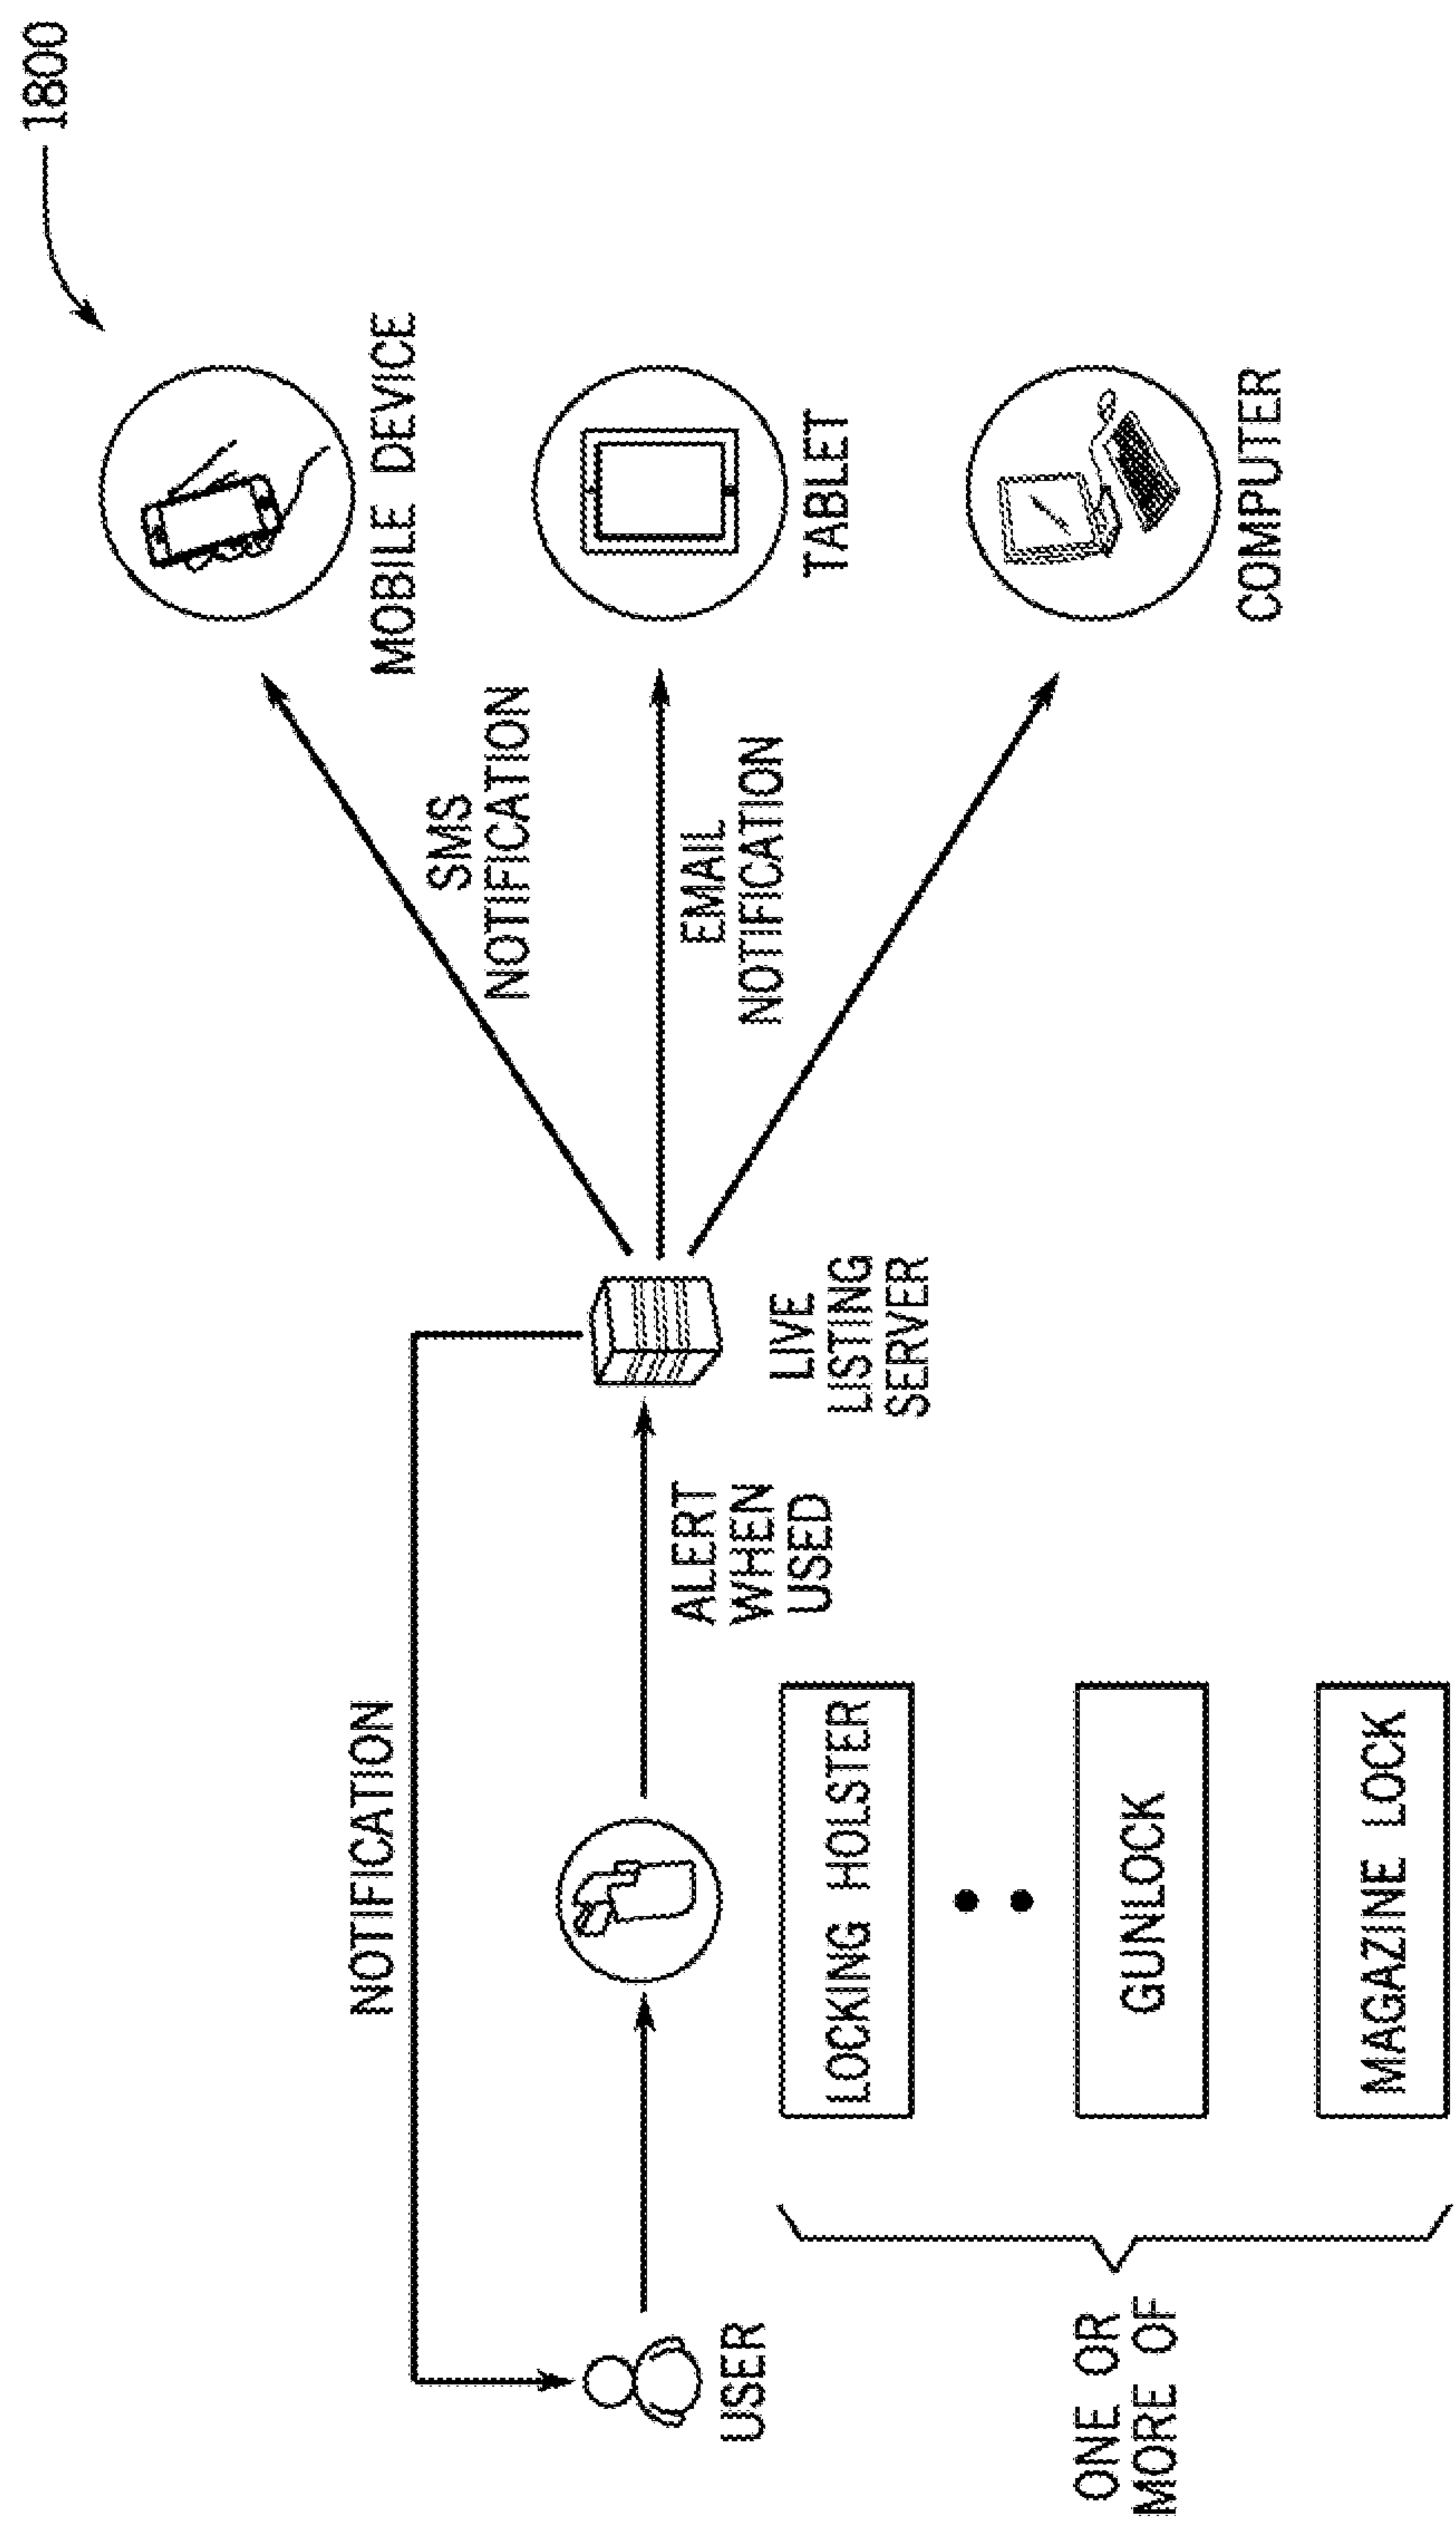 1800
NOTIFICATION
USER
ALERT
WHEN
USED
LIVE
LISTING
SERVER
SMS
NOTIFICATION
EMAIL
NOTIFICATION
MOBILE DEVICE
TABLET
COMPUTER
ONE OR
MORE OF
LOCKING HOLSTER
GUNLOCK
MAGAZINE LOCK